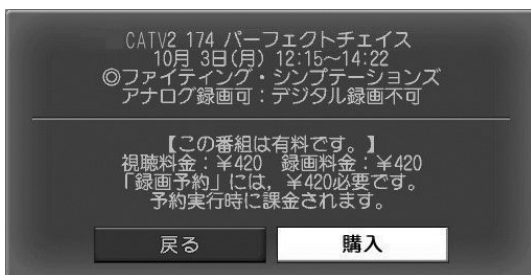 CATV2 174 パーフェクトチェイス
10月 3日(月) 12:15～14:22
◎ファイティング・シンプテーションズ
アナログ録画可：デジタル録画不可
【この番組は有料です。】
視聴料金：￥420 録画料金：￥420
「録画予約」には，￥420必要です。
予約実行時に課金されます。
戻る 購入